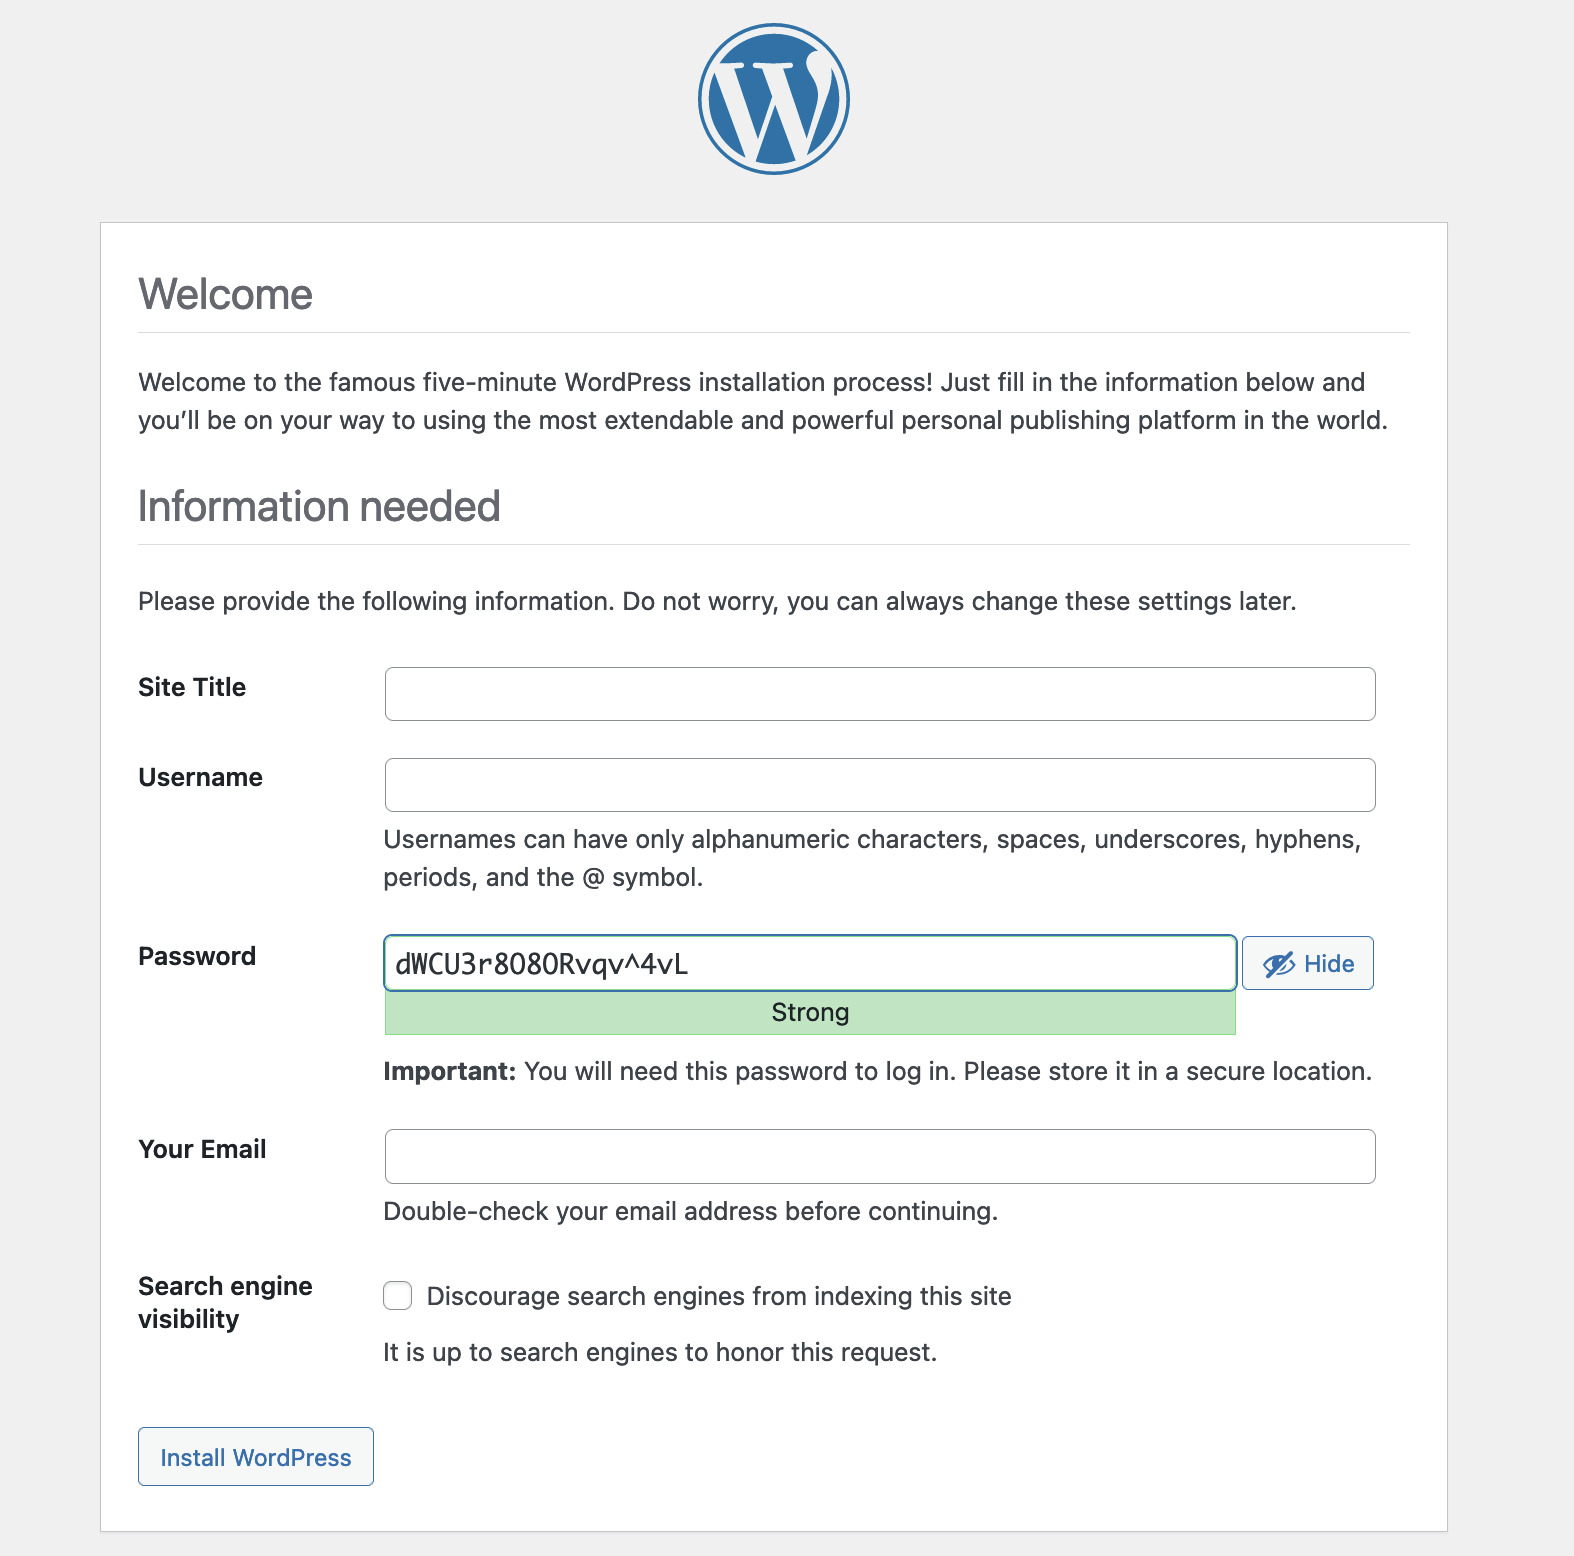 Welcome
Welcome to the famous five-minute WordPress installation process! Just fill in the information below and
you’ll be on your way to using the most extendable and powerful personal publishing platform in the world.
Information needed
Please provide the following information. Do not worry, you can always change these settings later.
Site Title
Username
Usernames can have only alphanumeric characters, spaces, underscores, hyphens,
periods, and the @ symbol.
Password
dWCU3r8O8ORvqv^4vL
Hide
Strong
Important: You will need this password to log in. Please store it in a secure location.
Your Email
Double-check your email address before continuing.
Search engine
visibility
Discourage search engines from indexing this site
It is up to search engines to honor this request.
Install WordPress